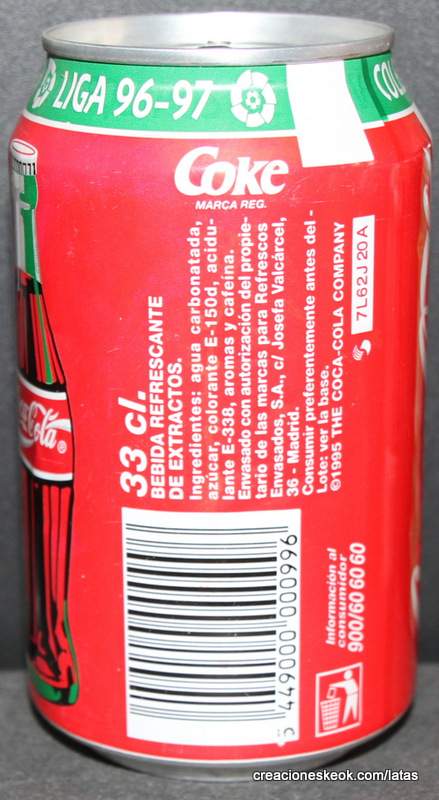 LIGA 96-97
COL
Coke
MARCA REG.
Coca-Cola®
33 cl.
BEBIDA REFRESCANTE
DE EXTRACTOS.
Ingredientes: agua carbonatada,
azúcar, colorante E-150d, acidu-
lante E-338, aromas y cafeína.
Envasado con autorización del propie-
tario de las marcas para Refrescos
Envasados, S.A., c/ Josefa Valcárcel,
36 - Madrid.
Consumir preferentemente antes del -
Lote: ver la base.
©1995 THE COCA-COLA COMPANY
7L62J20A
5 449000 000996
Información al
consumidor
900/60 60 60
creacioneskeok.com/latas